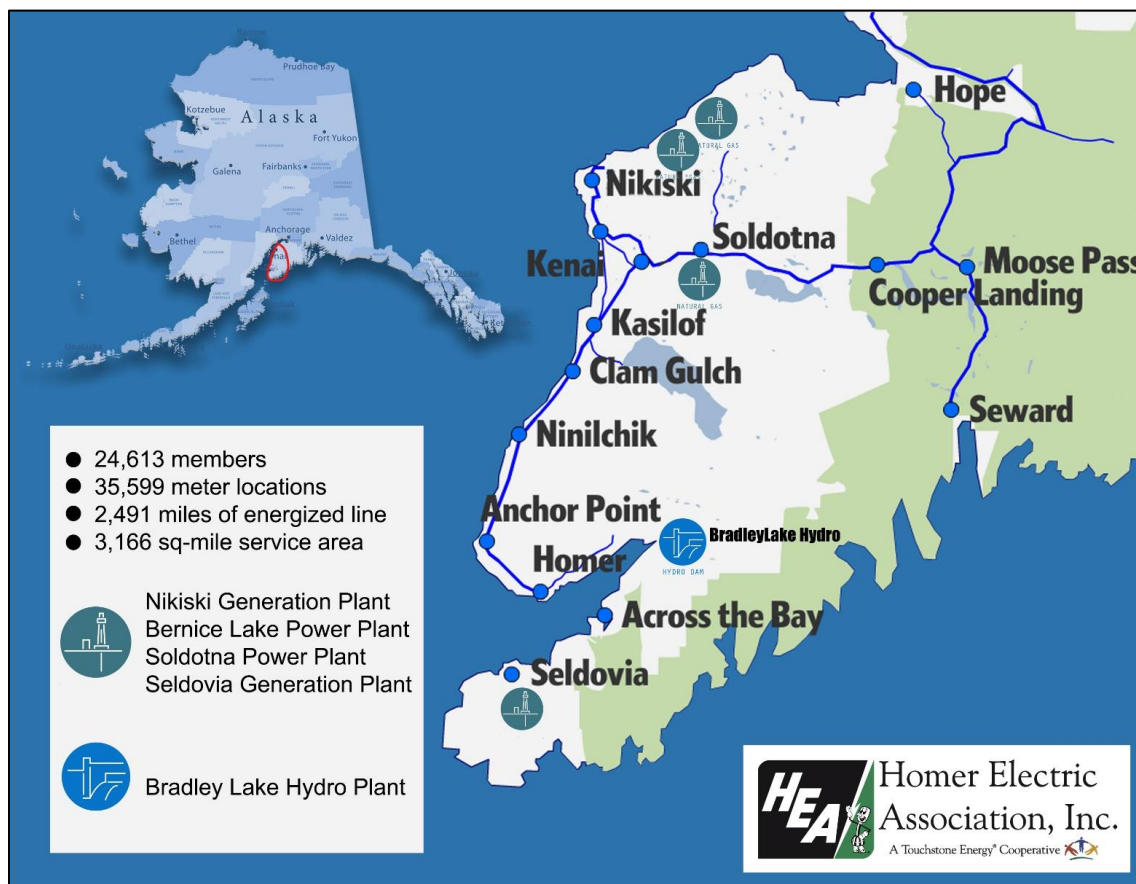 Prudhoe Bay
Kotzebue
Alaska
Fort Yukon
Galena
Fairbanks
Anchorage
Bethel
Valdez
Hope
NATURAL GAS
Nikiski
Soldotna
Kenai
NATURAL GAS
Moose Pass
Cooper Landing
Kasilof
Clam Gulch
Seward
Ninilchik
Anchor Point
BradleyLake Hydro
HYDRO DAM
Homer
Across the Bay
Seldovia
● 24,613 members
● 35,599 meter locations
● 2,491 miles of energized line
● 3,166 sq-mile service area
Nikiski Generation Plant
Bernice Lake Power Plant
Soldotna Power Plant
Seldovia Generation Plant
Bradley Lake Hydro Plant
HEA
Homer Electric
Association, Inc.
A Touchstone Energy® Cooperative